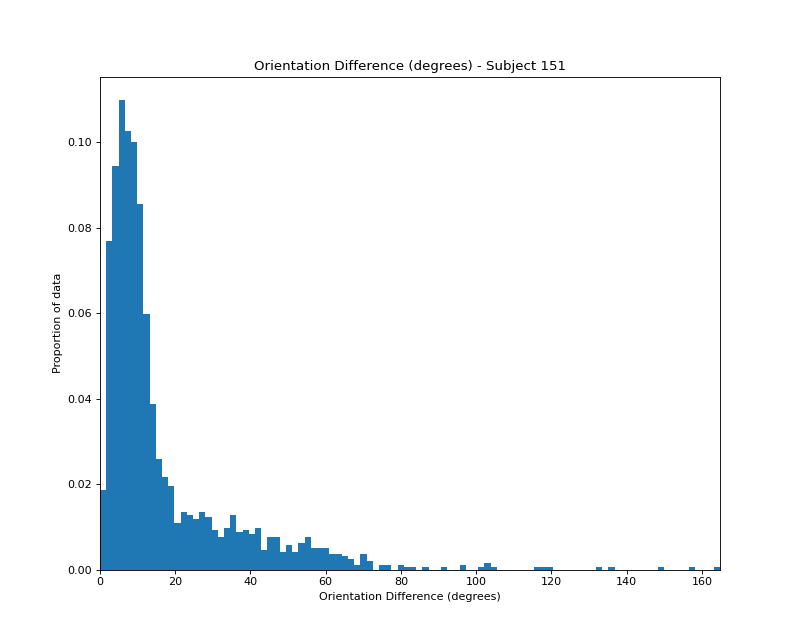 Orientation Difference (degrees) - Subject 151
Proportion of data
0.10
0.08
0.06
0.04
0.02
0.00
0 20 40 60 80 100 120 140 160
Orientation Difference (degrees)